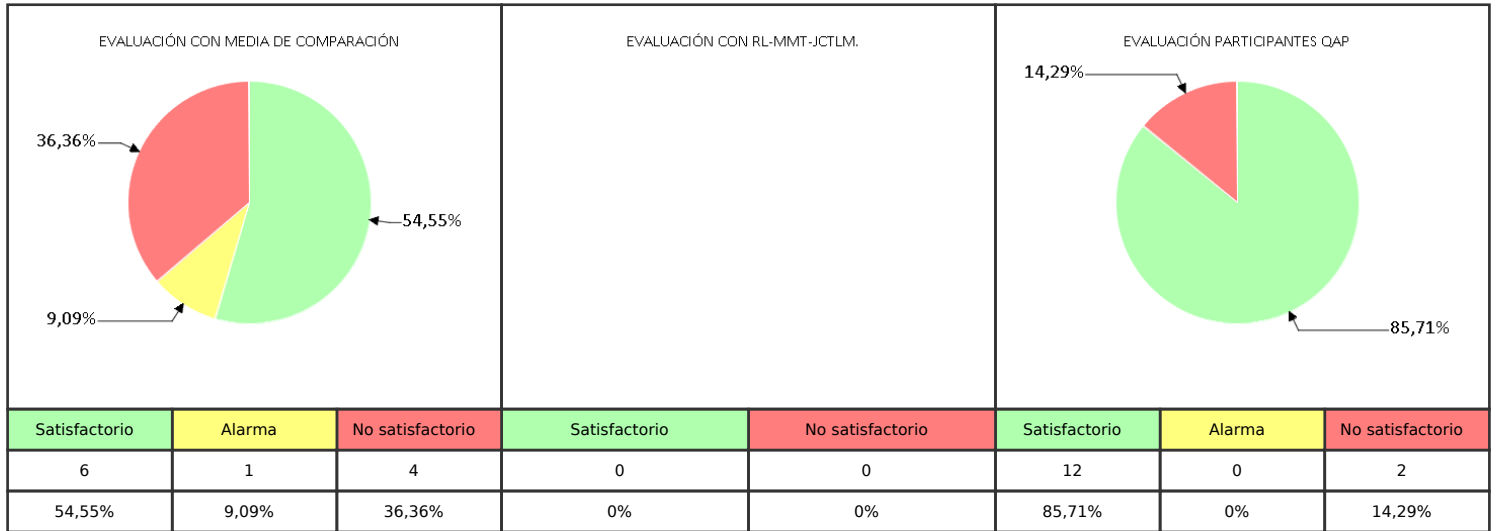 EVALUACIÓN CON MEDIA DE COMPARACIÓN
36,36%
54,55%
9,09%
EVALUACIÓN CON RL-MMT-JCTLM.
EVALUACIÓN PARTICIPANTES QAP
14,29%
85,71%
Satisfactorio Alarma No satisfactorio Satisfactorio No satisfactorio Satisfactorio Alarma No satisfactorio
6 1 4 0 0 12 0 2
54,55% 9,09% 36,36% 0% 0% 85,71% 0% 14,29%